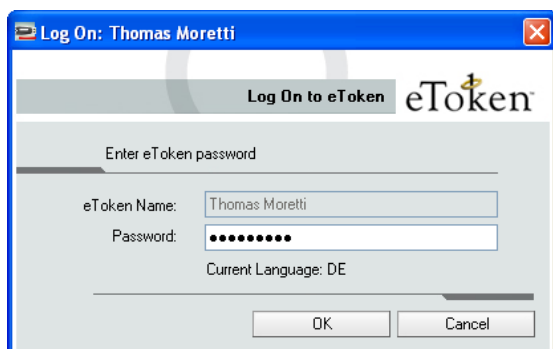 Log On: Thomas Moretti
Log On to eToken
eToken
Enter eToken password
eToken Name: Thomas Moretti
Password: •••••••••
Current Language: DE
OK Cancel